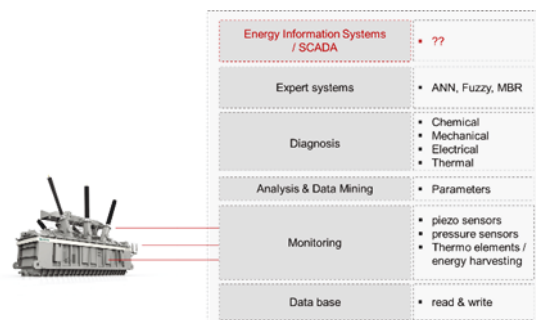 Energy Information Systems
/ SCADA
▪ ??
Expert systems
▪ ANN, Fuzzy, MBR
Diagnosis
▪ Chemical
▪ Mechanical
▪ Electrical
▪ Thermal
Analysis & Data Mining
▪ Parameters
Monitoring
▪ piezo sensors
▪ pressure sensors
▪ Thermo elements /
energy harvesting
Data base
▪ read & write